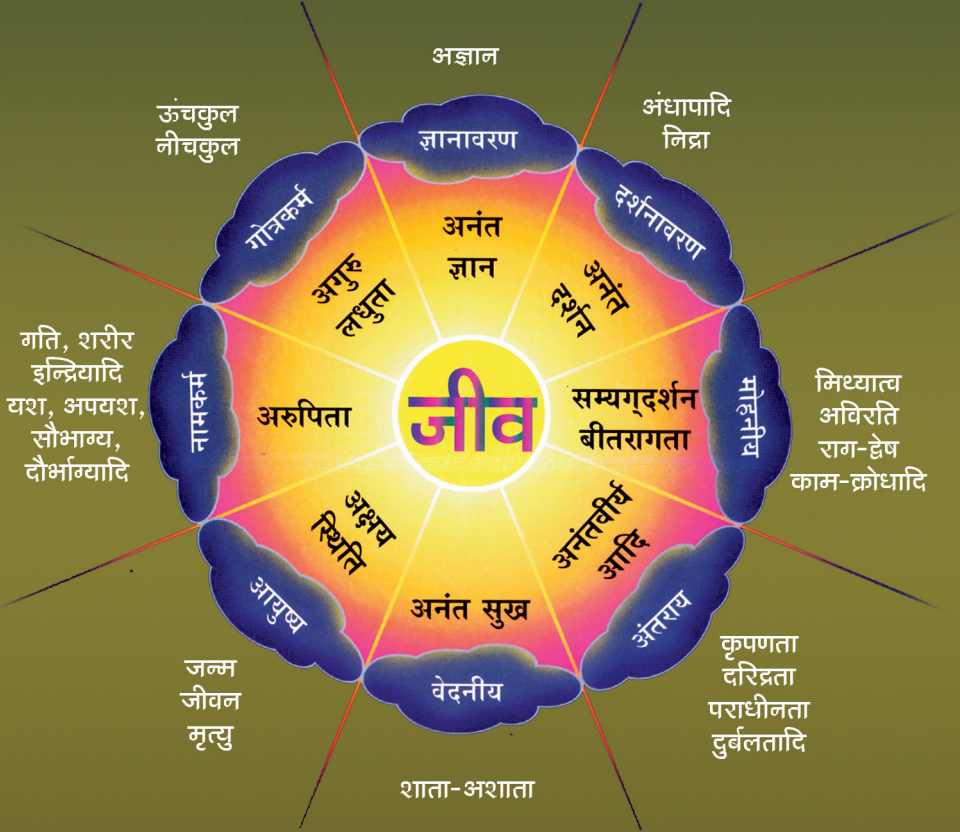 अज्ञान
ऊंचकुल
नीचकुल
अंधापादि
निद्रा
ज्ञानावरण
गोत्रकर्म
दर्शनावरण
अनंत
ज्ञान
अगुरु
लधुता
अनंत
दर्शन
गति, शरीर
इन्द्रियादि
यश, अपयश,
सौभाग्य,
दौर्भाग्यादि
नामकर्म
अरुपिता
जीव
सम्यग्दर्शन
बीतरागता
मोहनीय
मिथ्यात्व
अविरति
राग-द्वेष
काम-क्रोधादि
अक्षय
स्थिति
अनंतवीर्य
आदि
अनंत सुख
आयुष्य
अंतराय
वेदनीय
जन्म
जीवन
मृत्यु
कृपणता
दरिद्रता
पराधीनता
दुर्बलतादि
शाता-अशाता